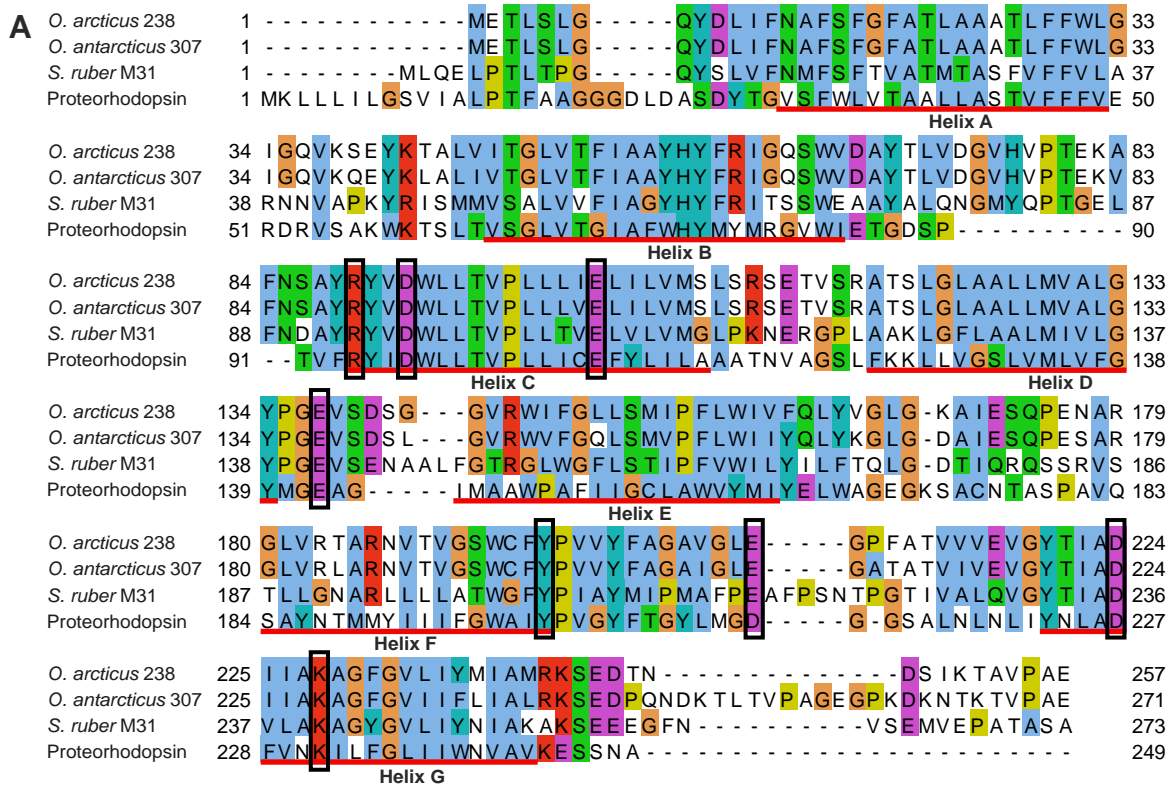 A
O. arcticus 238 1 - - - - - - - - - - M E T L S L G - - - - - Q Y D L I F N A F S F G F A T L A A A T L F F W L G 33
O. antarcticus 307 1 - - - - - - - - - - M E T L S L G - - - - - Q Y D L I F N A F S F G F A T L A A A T L F F W L G 33
S. ruber M31 1 - - - - - - - M L Q E L P T L T P G - - - - - Q Y S L V F N M F S F T V A T M T A S F V F F V L A 37
Proteorhodopsin 1 M K L L L I L G S V I A L P T F A A G G G D L D A S D Y T G V S F W L V T A A L L A S T V F F F V E 50
Helix A
O. arcticus 238 34 I G Q V K S E Y K T A L V I T G L V T F I A A Y H Y F R I G Q S W V D A Y T L V D G V H V P T E K A 83
O. antarcticus 307 34 I G Q V K Q E Y K L A L I V T G L V T F I A A Y H Y F R I G Q S W V D A Y T L V D G V H V P T E K V 83
S. ruber M31 38 R N N V A P K Y R I S M M V S A L V V F I A G Y H Y F R I T S S W E A A Y A L Q N G M Y Q P T G E L 87
Proteorhodopsin 51 R D R V S A K W K T S L T V S G L V T G I A F W H Y M Y M R G V W I E T G D S P - - - - - - - - - - 90
Helix B
O. arcticus 238 84 F N S A Y R Y V D W L L T V P L L L I E L I L V M S L S R S E T V S R A T S L G L A A L L M V A L G 133
O. antarcticus 307 84 F N S A Y R Y V D W L L T V P L L L V E L I L V M S L S R S E T V S R A T S L G L A A L L M V A L G 133
S. ruber M31 88 F N D A Y R Y V D W L L T V P L L T V E L V L V M G L P K N E R G P L A A K L G F L A A L M I V L G 137
Proteorhodopsin 91 - - T V F R Y I D W L L T V P L L I C E F Y L I L A A A T N V A G S L F K K L L V G S L V M L V F G 138
Helix C Helix D
O. arcticus 238 134 Y P G E V S D S G - - - G V R W I F G L L S M I P F L W I V F Q L Y V G L G - K A I E S Q P E N A R 179
O. antarcticus 307 134 Y P G E V S D S L - - - G V R W V F G Q L S M V P F L W I I Y Q L Y K G L G - D A I E S Q P E S A R 179
S. ruber M31 138 Y P G E V S E N A A L F G T R G L W G F L S T I P F V W I L Y I L F T Q L G - D T I Q R Q S S R V S 186
Proteorhodopsin 139 Y M G E A G - - - - - I M A A W P A F I I G C L A W V Y M I Y E L W A G E G K S A C N T A S P A V Q 183
Helix E
O. arcticus 238 180 G L V R T A R N V T V G S W C F Y P V V Y F A G A V G L E - - - - - G P F A T V V V E V G Y T I A D 224
O. antarcticus 307 180 G L V R L A R N V T V G S W C F Y P V V Y F A G A I G L E - - - - - G A T A T V I V E V G Y T I A D 224
S. ruber M31 187 T L L G N A R L L L L A T W G F Y P I A Y M I P M A F P E A F P S N T P G T I V A L Q V G Y T I A D 236
Proteorhodopsin 184 S A Y N T M M Y I I I F G W A I Y P V G Y F T G Y L M G D - - - - G - G S A L N L N L I Y N L A D 227
Helix F
O. arcticus 238 225 I I A K A G F G V L I Y M I A M R K S E D T N - - - - - - - - - - - - - - D S I K T A V P A E 257
O. antarcticus 307 225 I I A K A G F G V L I I F L I A L R K S E D P Q N D K T L T V P A G E G P K D K N T K T V P A E 271
S. ruber M31 237 V L A K A G Y G V L I Y N I A K A K S E E E G F N - - - - - - - - - - V S E M V E P A T A S A 273
Proteorhodopsin 228 F V N K I L F G L I I W N V A V K E S S N A - - - - - - - - - - - - - - - - - - - - - 249
Helix G